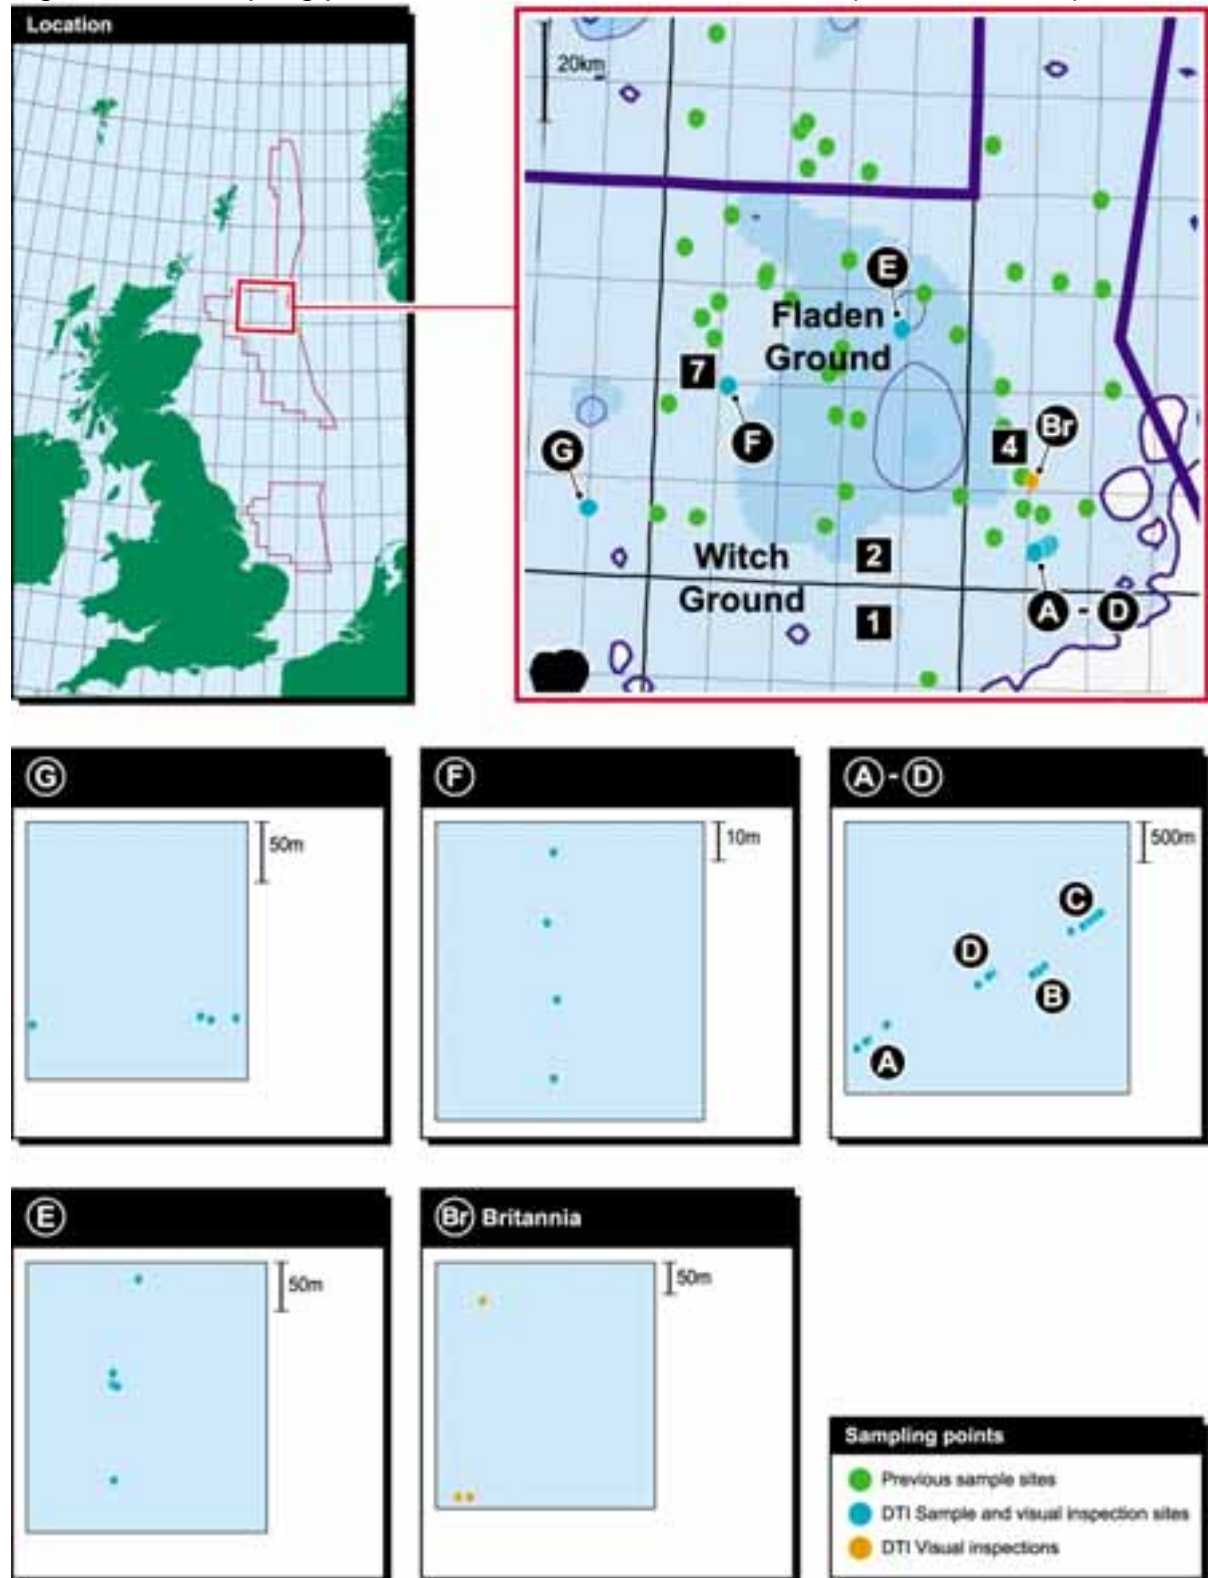 Location
20km
E
Fladen
Ground
7
F
G
4
Br
Witch
Ground
2
1
A - D
G
50m
F
10m
A - D
500m
C
D
B
A
E
50m
Br Britannia
50m
Sampling points
Previous sample sites
DTI Sample and visual inspection sites
DTI Visual inspections